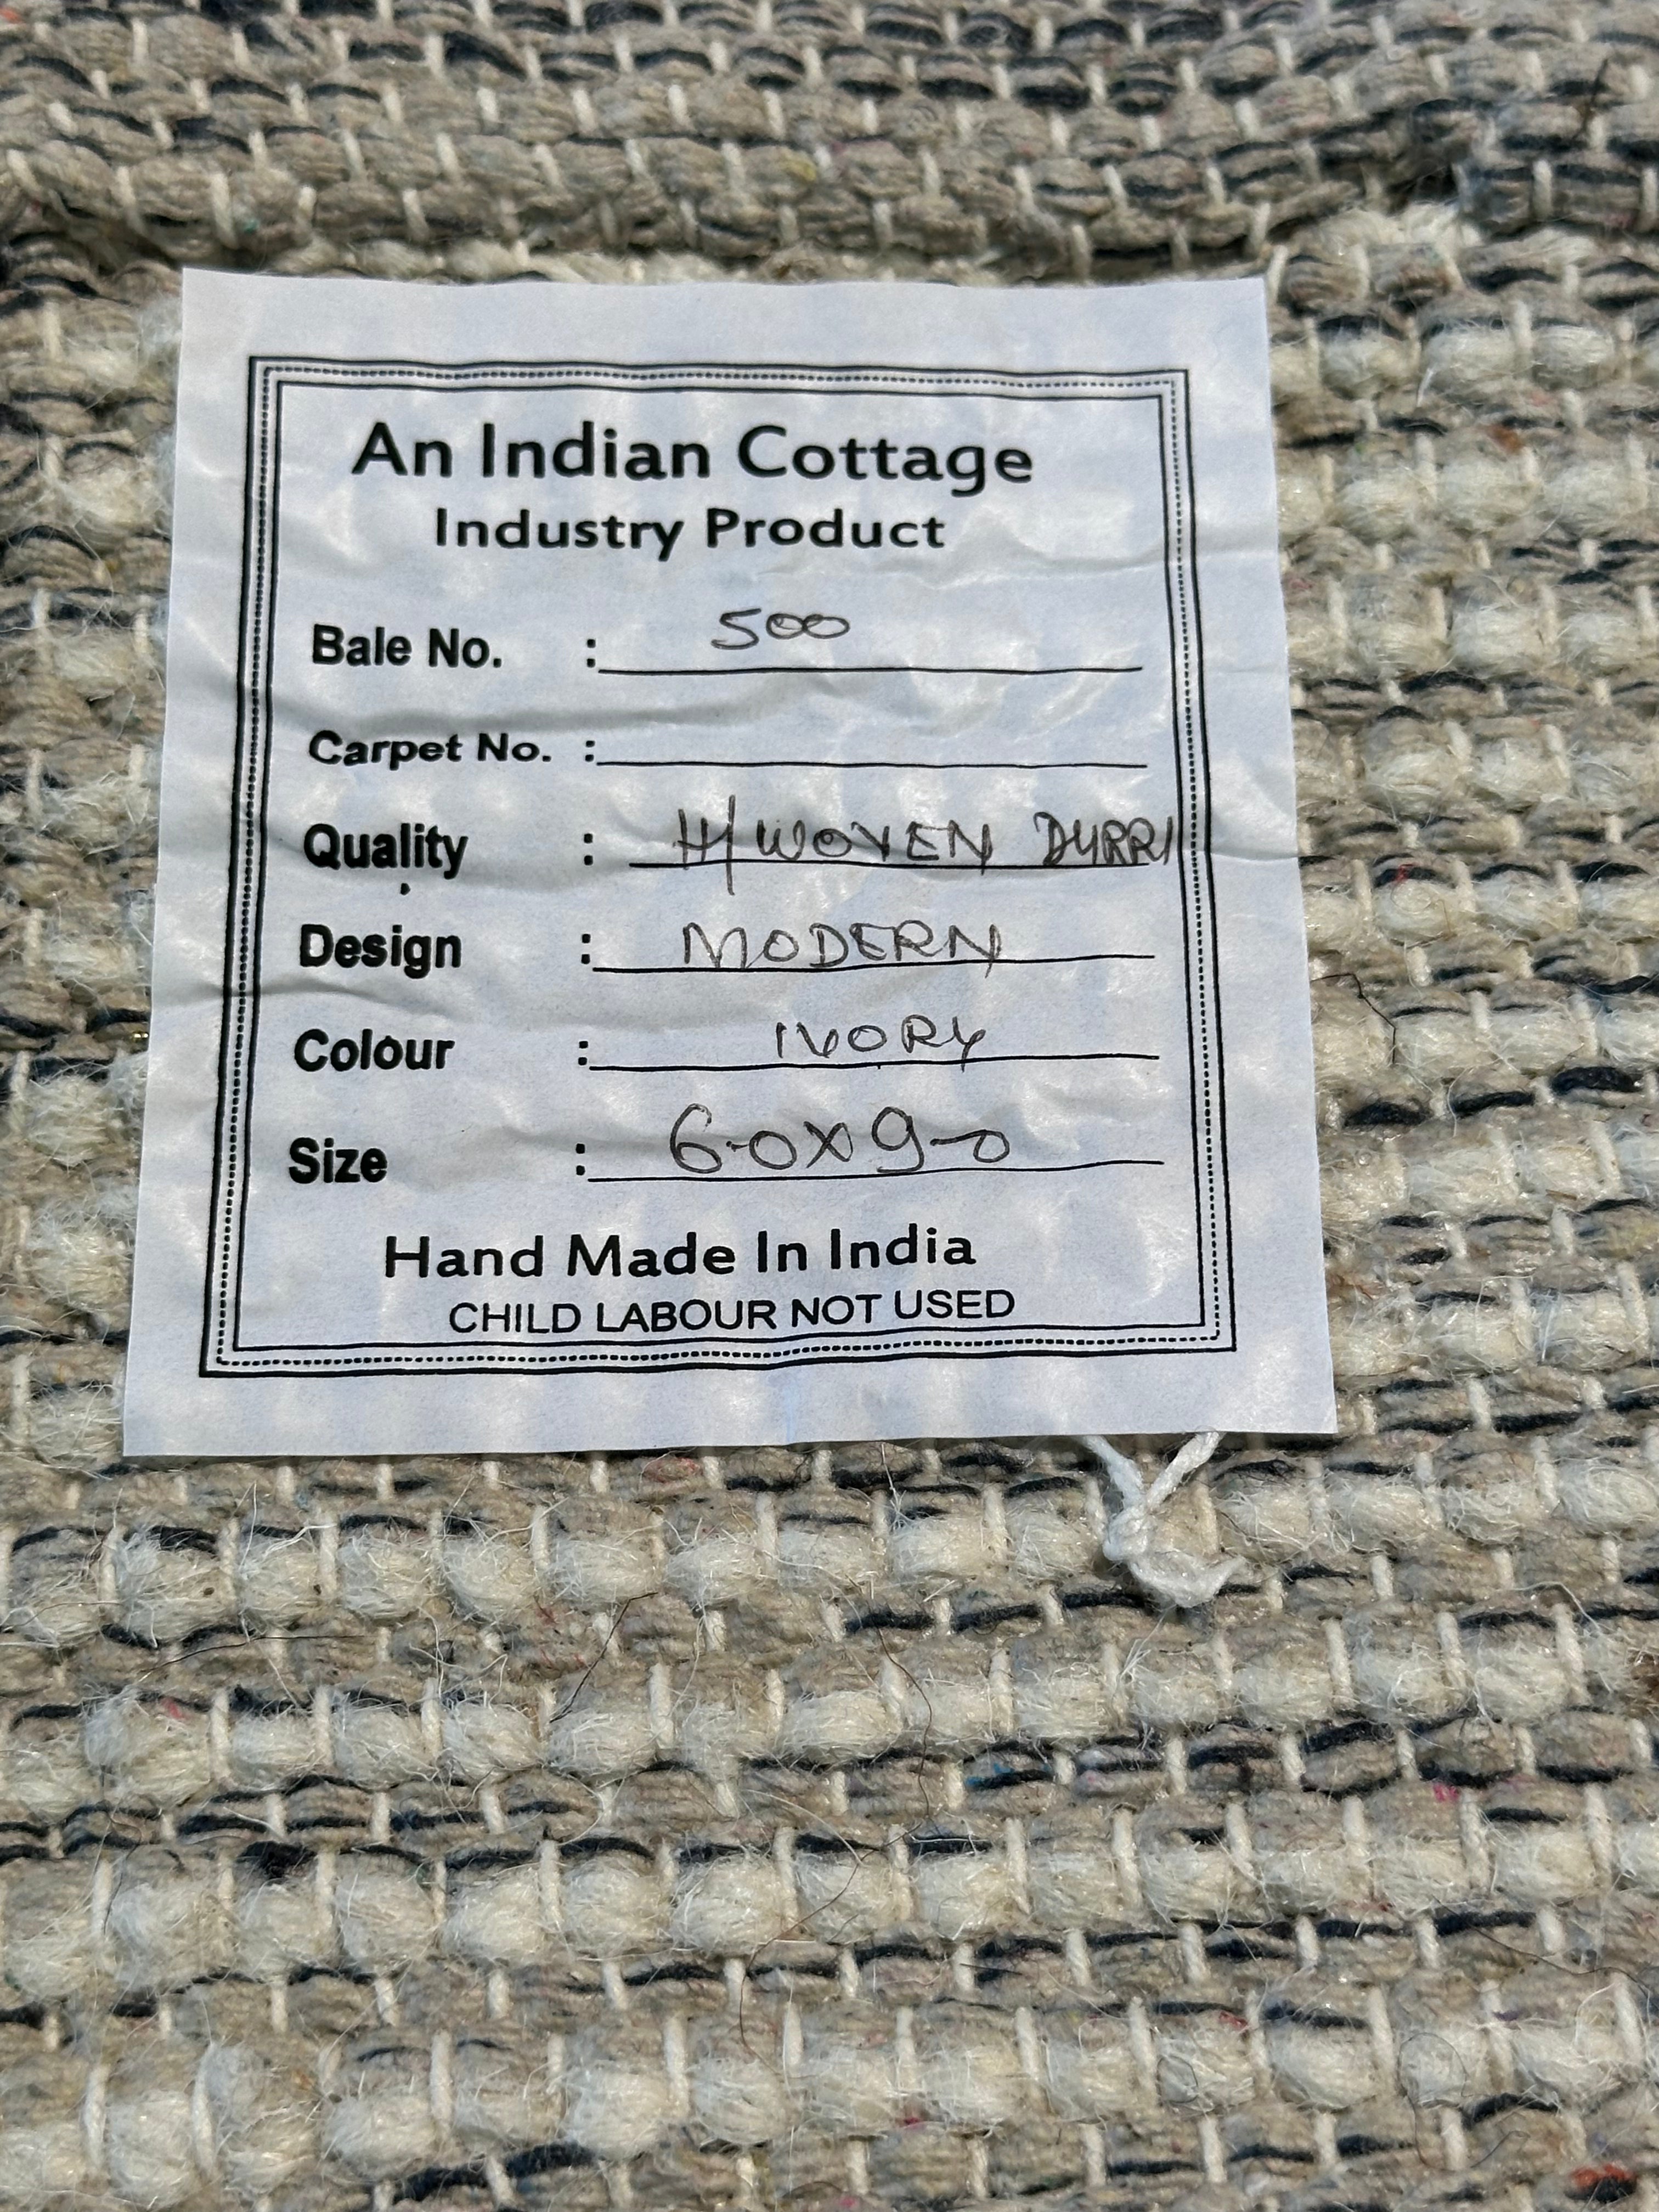 An Indian Cottage
Industry Product
Bale No. : 500
Carpet No. :
Quality : H/WOVEN DURRI
Design : MODERN
Colour : IVORY
Size : 6-0x9-0
Hand Made In India
CHILD LABOUR NOT USED